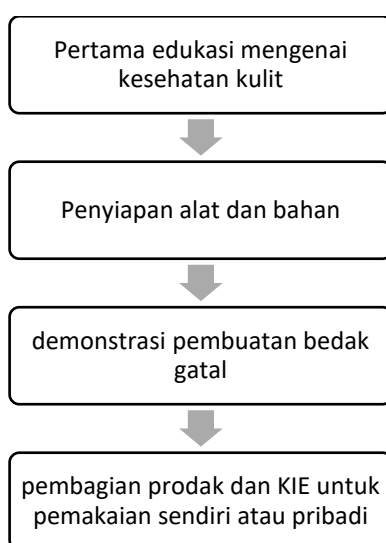 Pertama edukasi mengenai
kesehatan kulit
Penyiapan alat dan bahan
demonstrasi pembuatan bedak
gatal
pembagian prodak dan KIE untuk
pemakaian sendiri atau pribadi